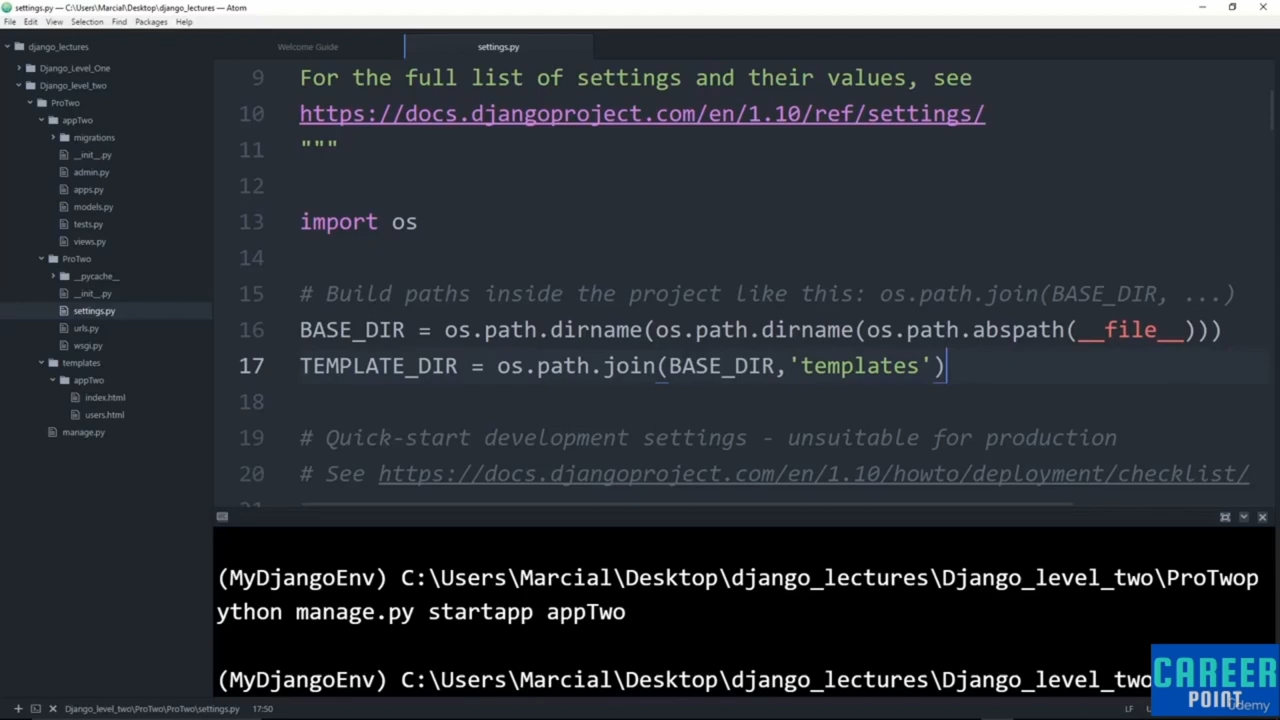 settings.py — C:\Users\Marcial\Desktop\django_lectures — Atom
File Edit View Selection Find Packages Help
django_lectures
Django_Level_One
Django_level_two
ProTwo
appTwo
migrations
__init__.py
admin.py
apps.py
models.py
tests.py
views.py
ProTwo
__pycache__
__init__.py
settings.py
urls.py
wsgi.py
templates
appTwo
index.html
users.html
manage.py
Welcome Guide
settings.py
9 For the full list of settings and their values, see
10 https://docs.djangoproject.com/en/1.10/ref/settings/
11 """
12
13 import os
14
15 # Build paths inside the project like this: os.path.join(BASE_DIR, ...)
16 BASE_DIR = os.path.dirname(os.path.dirname(os.path.abspath(__file__)))
17 TEMPLATE_DIR = os.path.join(BASE_DIR,'templates')
18
19 # Quick-start development settings - unsuitable for production
20 # See https://docs.djangoproject.com/en/1.10/howto/deployment/checklist/
(MyDjangoEnv) C:\Users\Marcial\Desktop\django_lectures\Django_level_two\ProTwop
ython manage.py startapp appTwo
(MyDjangoEnv) C:\Users\Marcial\Desktop\django_lectures\Django_level_two
Django_level_two\ProTwo\ProTwo\settings.py 17:50
LF
CAREER
POINT
Udemy